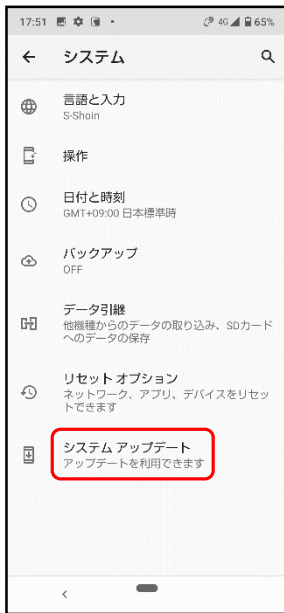 17:51 4G 65%
システム
言語と入力
S-Shoin
操作
日付と時刻
GMT+09:00 日本標準時
バックアップ
OFF
データ引継
他機種からのデータの取り込み、SDカード
へのデータの保存
リセット オプション
ネットワーク、アプリ、デバイスをリセッ
トできます
システム アップデート
アップデートを利用できます